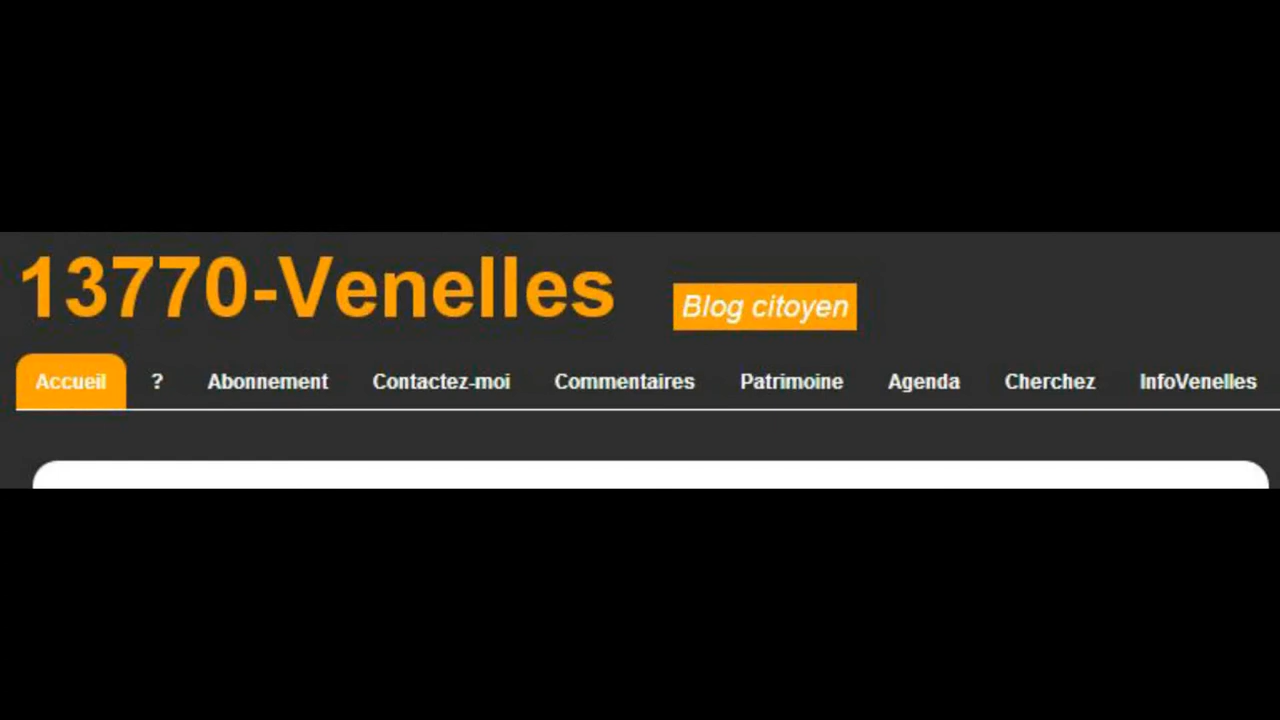 13770-Venelles
Blog citoyen
Accueil ? Abonnement Contactez-moi Commentaires Patrimoine Agenda Cherchez InfoVenelles